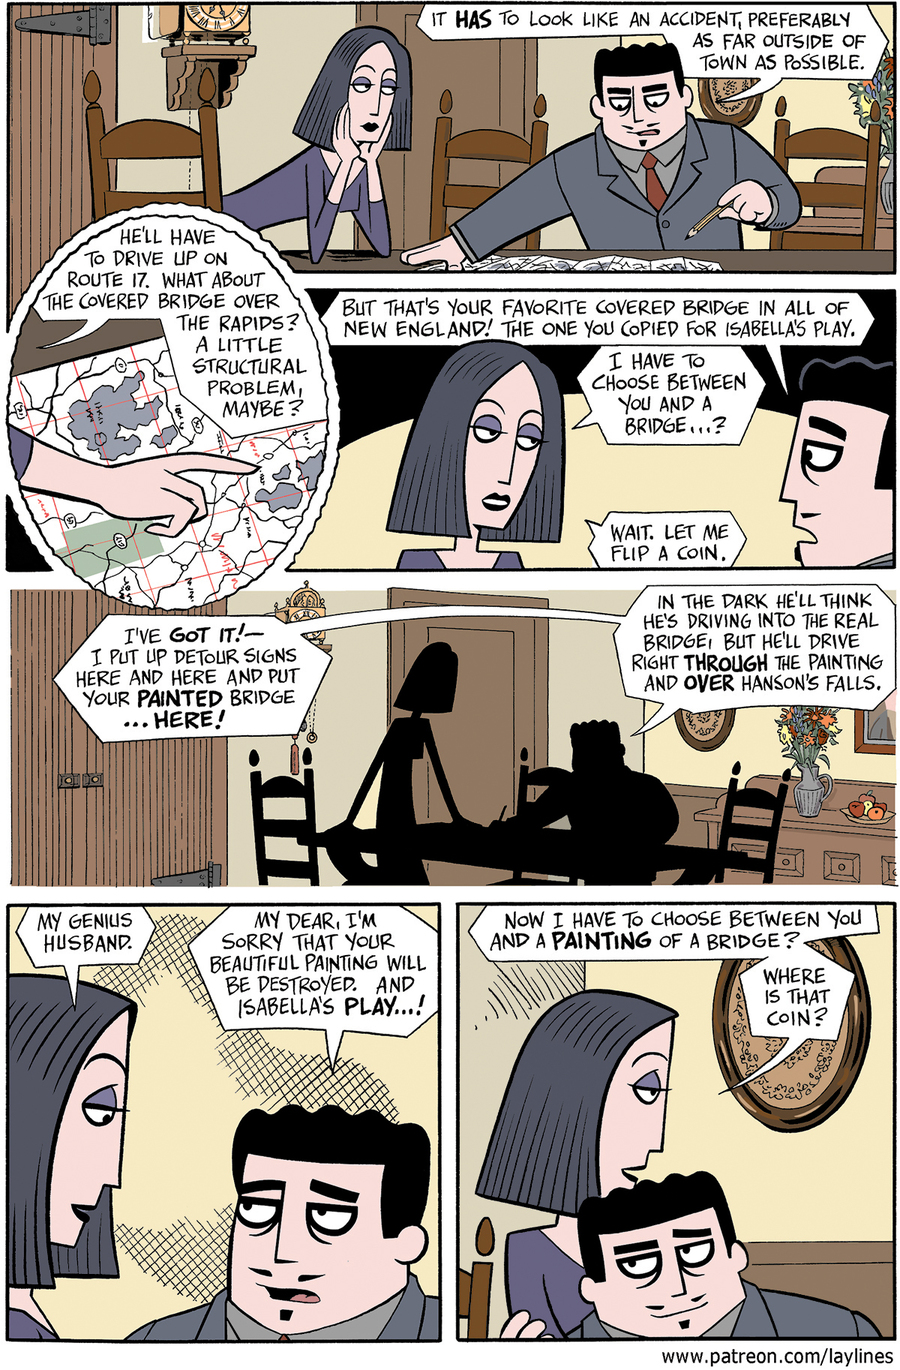 IT HAS TO LOOK LIKE AN ACCIDENT, PREFERABLY
AS FAR OUTSIDE OF
TOWN AS POSSIBLE.
HE'LL HAVE
TO DRIVE UP ON
ROUTE 17. WHAT ABOUT
THE COVERED BRIDGE OVER
THE RAPIDS?
A LITTLE
STRUCTURAL
PROBLEM,
MAYBE?
BUT THAT'S YOUR FAVORITE COVERED BRIDGE IN ALL OF
NEW ENGLAND! THE ONE YOU COPIED FOR ISABELLA'S PLAY.
I HAVE TO
CHOOSE BETWEEN
YOU AND A
BRIDGE...?
WAIT. LET ME
FLIP A COIN.
I'VE GOT IT!—
I PUT UP DETOUR SIGNS
HERE AND HERE AND PUT
YOUR PAINTED BRIDGE
...HERE!
IN THE DARK HE'LL THINK
HE'S DRIVING INTO THE REAL
BRIDGE, BUT HE'LL DRIVE
RIGHT THROUGH THE PAINTING
AND OVER HANSON'S FALLS.
MY GENIUS
HUSBAND.
MY DEAR, I'M
SORRY THAT YOUR
BEAUTIFUL PAINTING WILL
BE DESTROYED. AND
ISABELLA'S PLAY...!
NOW I HAVE TO CHOOSE BETWEEN YOU
AND A PAINTING OF A BRIDGE?
WHERE
IS THAT
COIN?
www.patreon.com/laylines